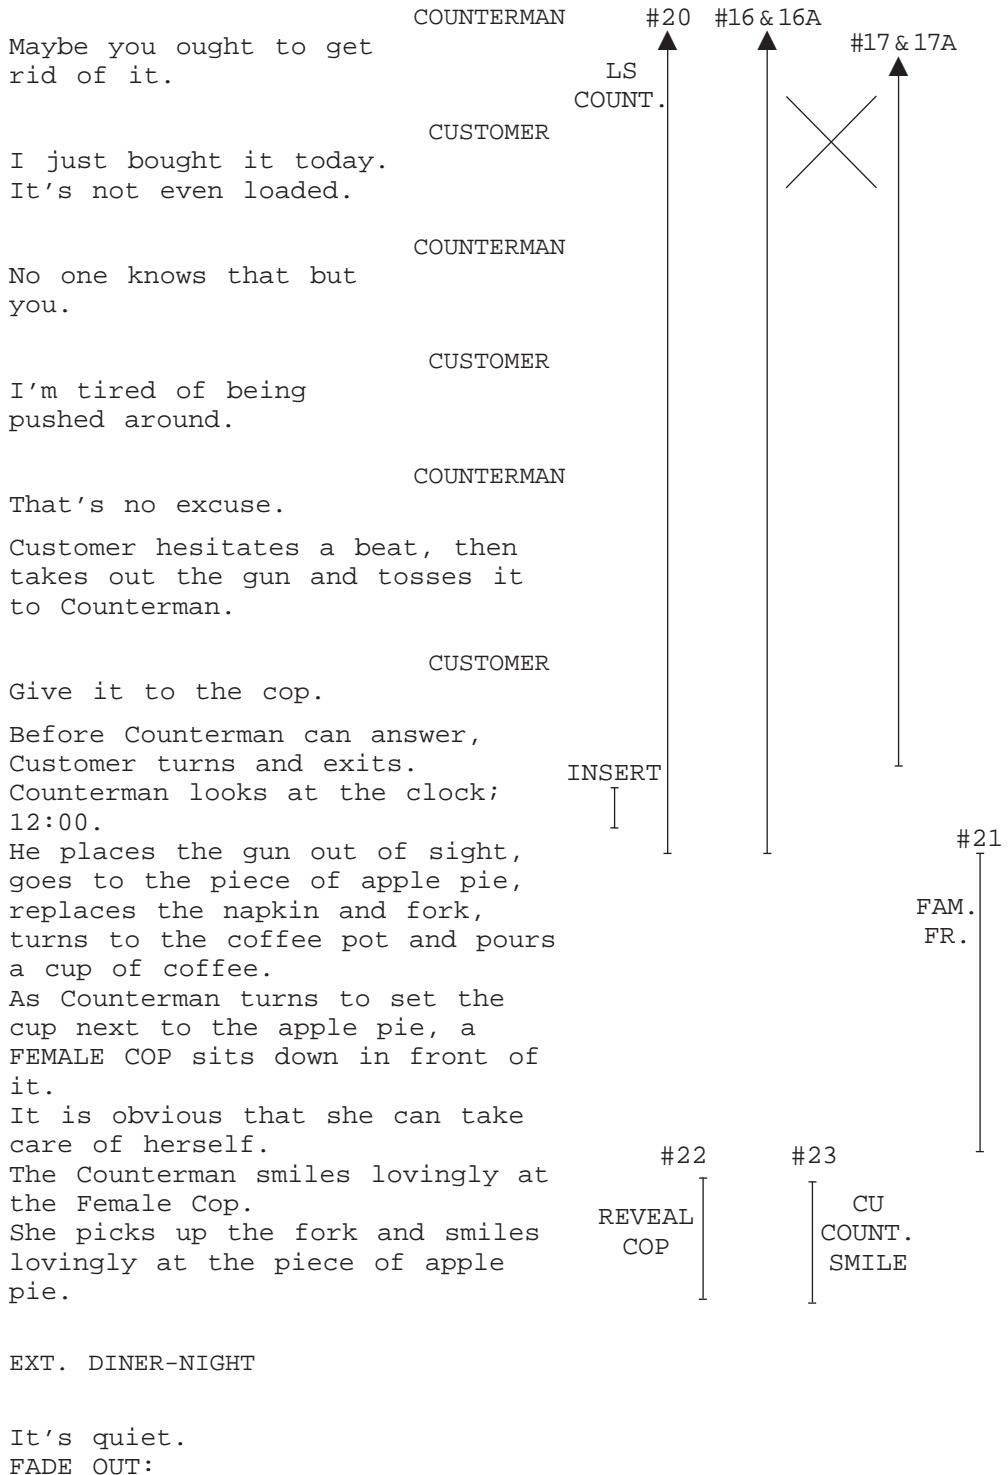 COUNTERMAN #20 #16 & 16A
Maybe you ought to get #17 & 17A
rid of it. LS
COUNT.
CUSTOMER
I just bought it today.
It's not even loaded.
COUNTERMAN
No one knows that but
you.
CUSTOMER
I'm tired of being
pushed around.
COUNTERMAN
That's no excuse.
Customer hesitates a beat, then
takes out the gun and tosses it
to Counterman.
CUSTOMER
Give it to the cop.
Before Counterman can answer,
Customer turns and exits. INSERT
Counterman looks at the clock;
12:00.
He places the gun out of sight, #21
goes to the piece of apple pie,
replaces the napkin and fork, FAM.
turns to the coffee pot and pours FR.
a cup of coffee.
As Counterman turns to set the
cup next to the apple pie, a
FEMALE COP sits down in front of
it.
It is obvious that she can take
care of herself. #22 #23
The Counterman smiles lovingly at
the Female Cop. REVEAL CU
She picks up the fork and smiles COP COUNT.
lovingly at the piece of apple SMILE
pie.
EXT. DINER-NIGHT
It's quiet.
FADE OUT: